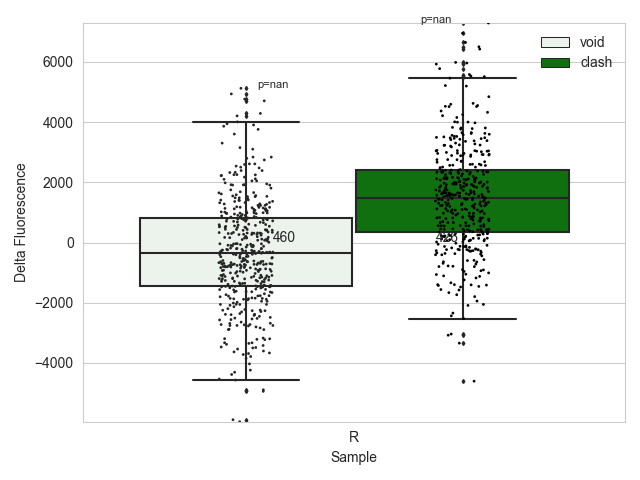 p=nan
void
clash
p=nan
6000
4000
2000
0
−2000
−4000
Delta Fluorescence
460
R
Sample